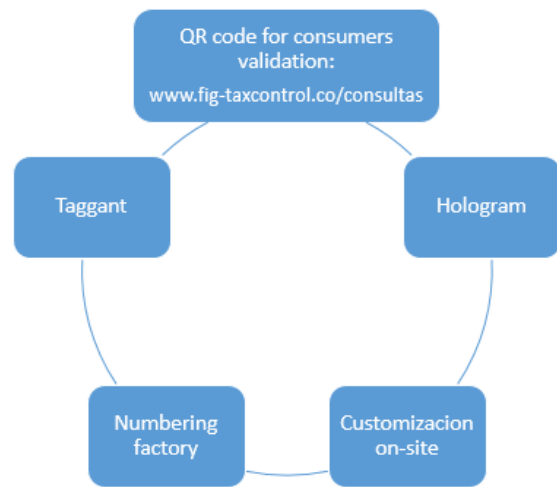 QR code for consumers
validation:
www.fig-taxcontrol.co/consultas
Taggant
Hologram
Numbering
factory
Customizacion
on-site